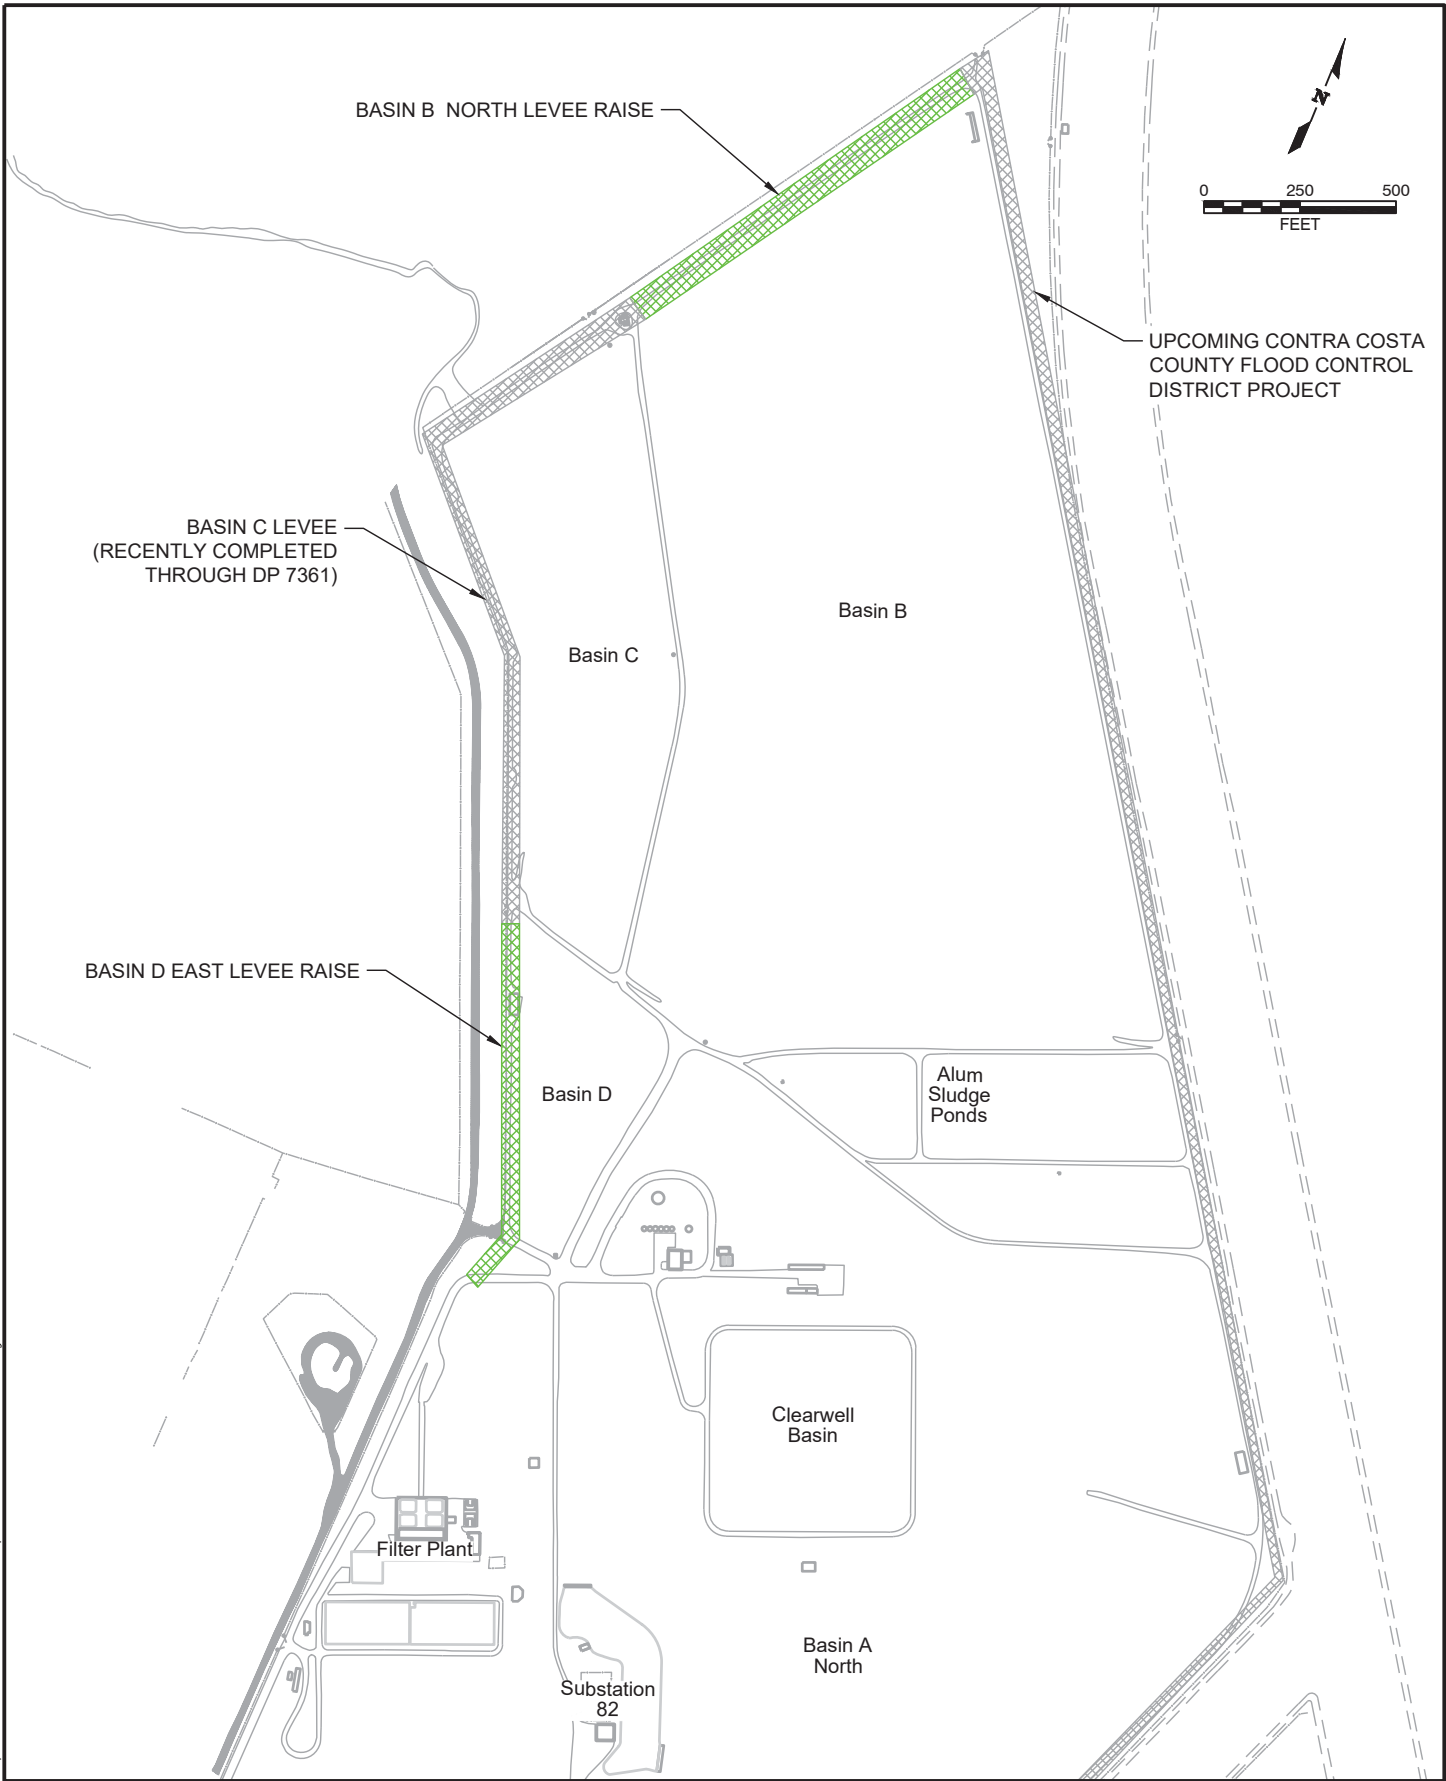 BASIN B NORTH LEVEE RAISE
N
0 250 500
FEET
UPCOMING CONTRA COSTA
COUNTY FLOOD CONTROL
DISTRICT PROJECT
BASIN C LEVEE
(RECENTLY COMPLETED
THROUGH DP 7361)
Basin B
Basin C
BASIN D EAST LEVEE RAISE
Basin D
Alum
Sludge
Ponds
Clearwell
Basin
Filter Plant
Basin A
North
Substation
82